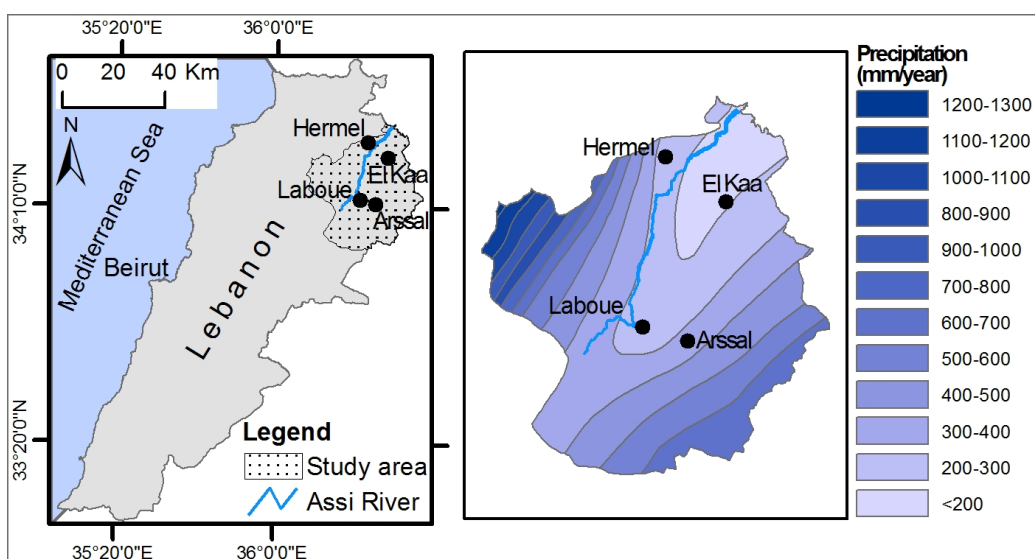 35°20'0"E
36°0'0"E
0 20 40 Km
N
Hermel
El Kaa
Laboue
Arssal
Mediterranean Sea
Beirut
Lebanon
34°10'0"N
33°20'0"N
Legend
Study area
Assi River
35°20'0"E
36°0'0"E
Hermel
El Kaa
Laboue
Arssal
Precipitation
(mm/year)
1200-1300
1100-1200
1000-1100
800-900
900-1000
700-800
600-700
500-600
400-500
300-400
200-300
<200